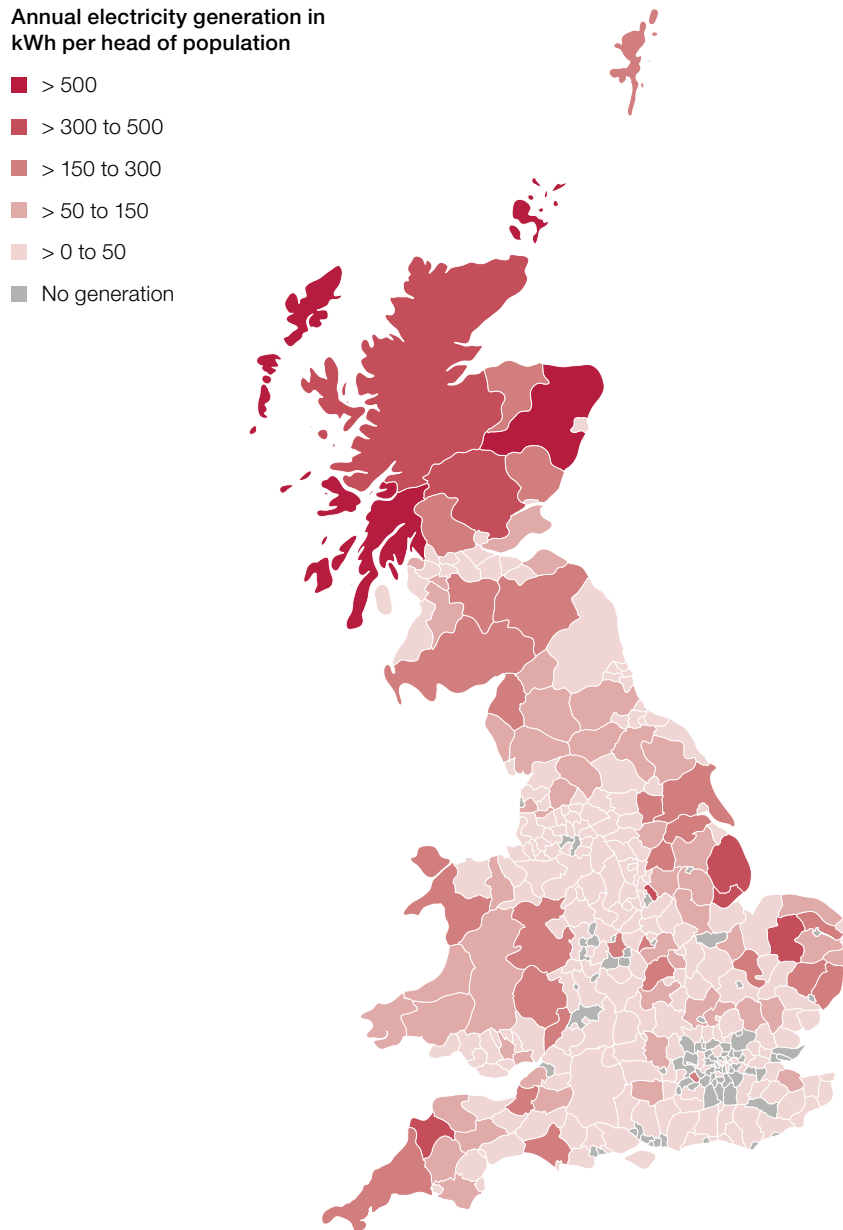 Annual electricity generation in
kWh per head of population
> 500
> 300 to 500
> 150 to 300
> 50 to 150
> 0 to 50
No generation